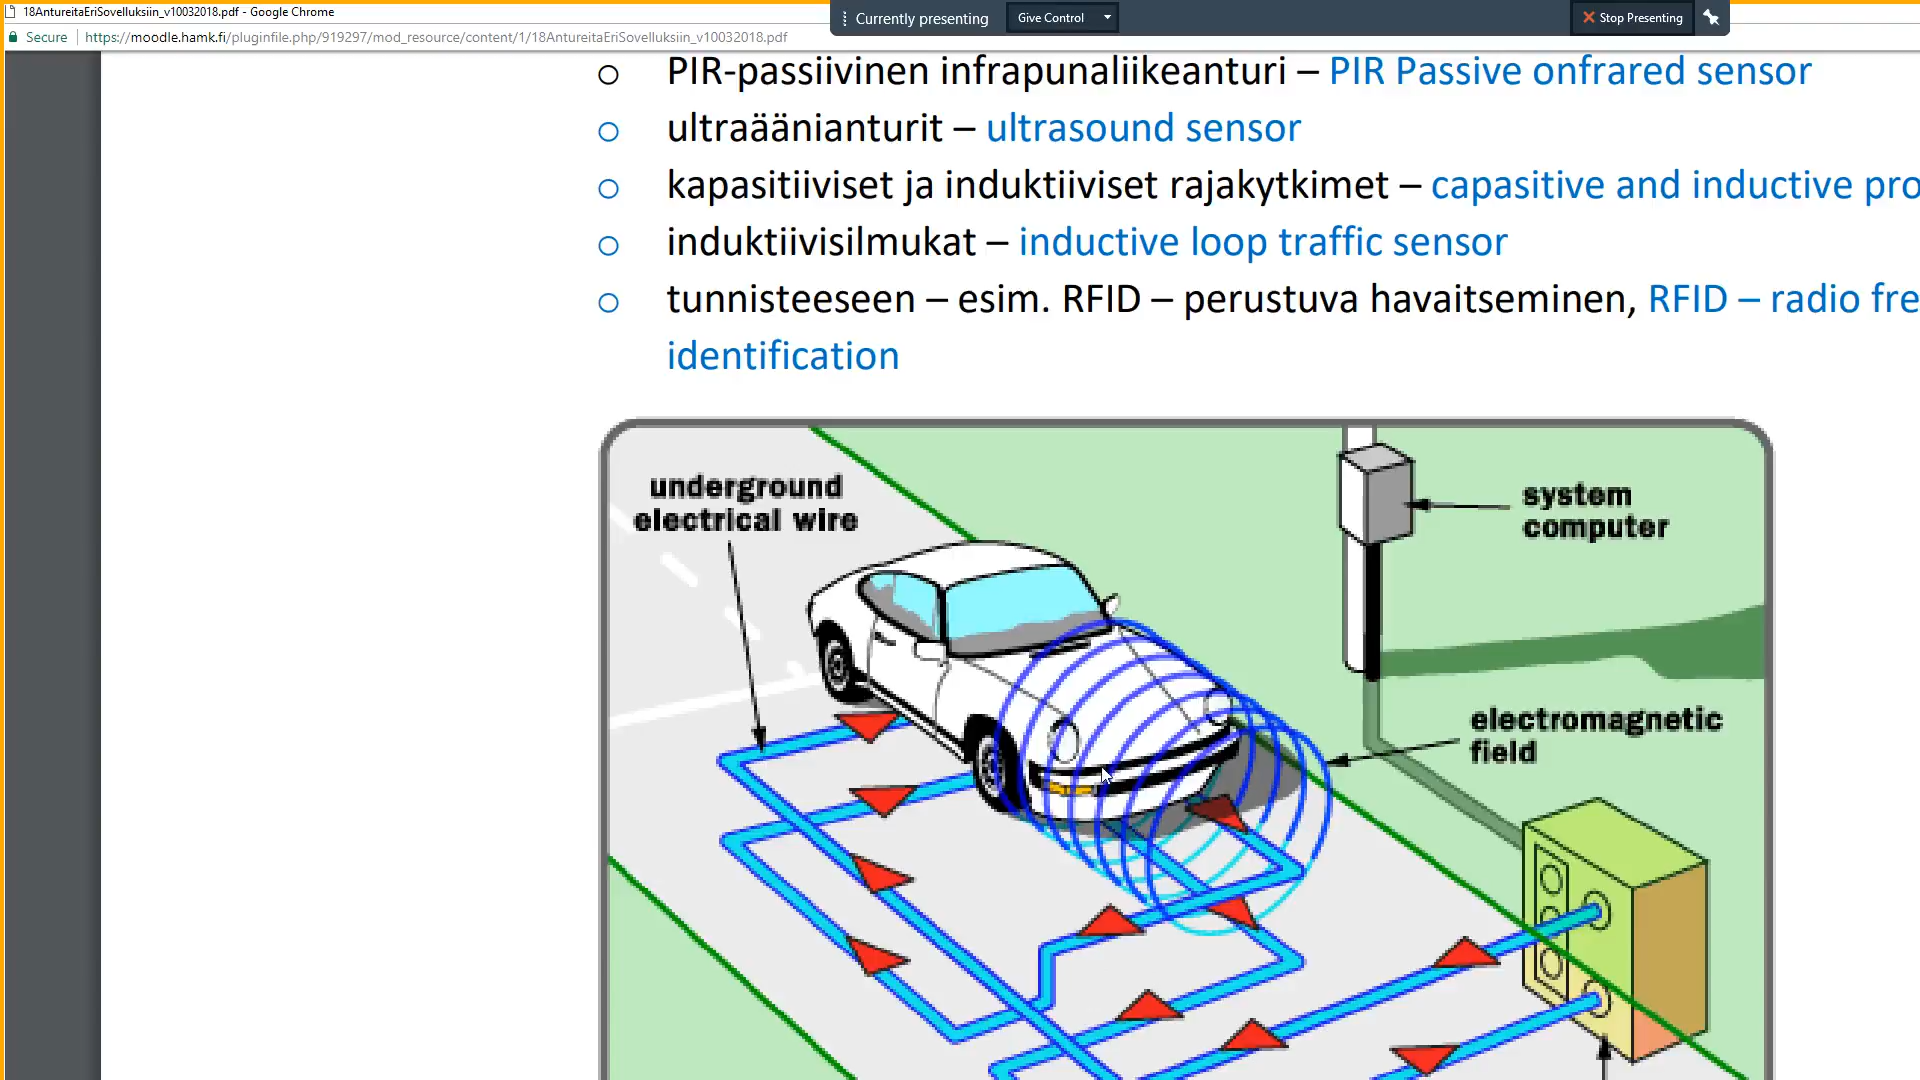 18AntureitaEriSovelluksiin_v10032018.pdf - Google Chrome
Currently presenting
Give Control
Stop Presenting
Secure
https://moodle.hamk.fi/pluginfile.php/919297/mod_resource/content/1/18AntureitaEriSovelluksiin_v10032018.pdf
PIR-passiivinen infrapunaliikeanturi – PIR Passive onfrared sensor
ultraäänianturit – ultrasound sensor
kapasitiiviset ja induktiiviset rajakytkimet – capasitive and inductive pro
induktiivisilmukat – inductive loop traffic sensor
tunnisteeseen – esim. RFID – perustuva havaitseminen, RFID – radio fre
identification
underground
electrical wire
system
computer
electromagnetic
field